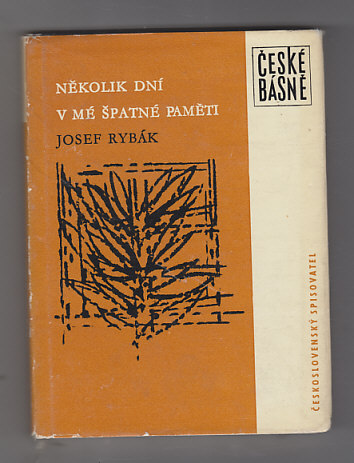 NĚKOLIK DNÍ
V MÉ ŠPATNÉ PAMĚTI
JOSEF RYBÁK
ČESKÉ
BÁSNĚ
ČESKOSLOVENSKÝ SPISOVATEL